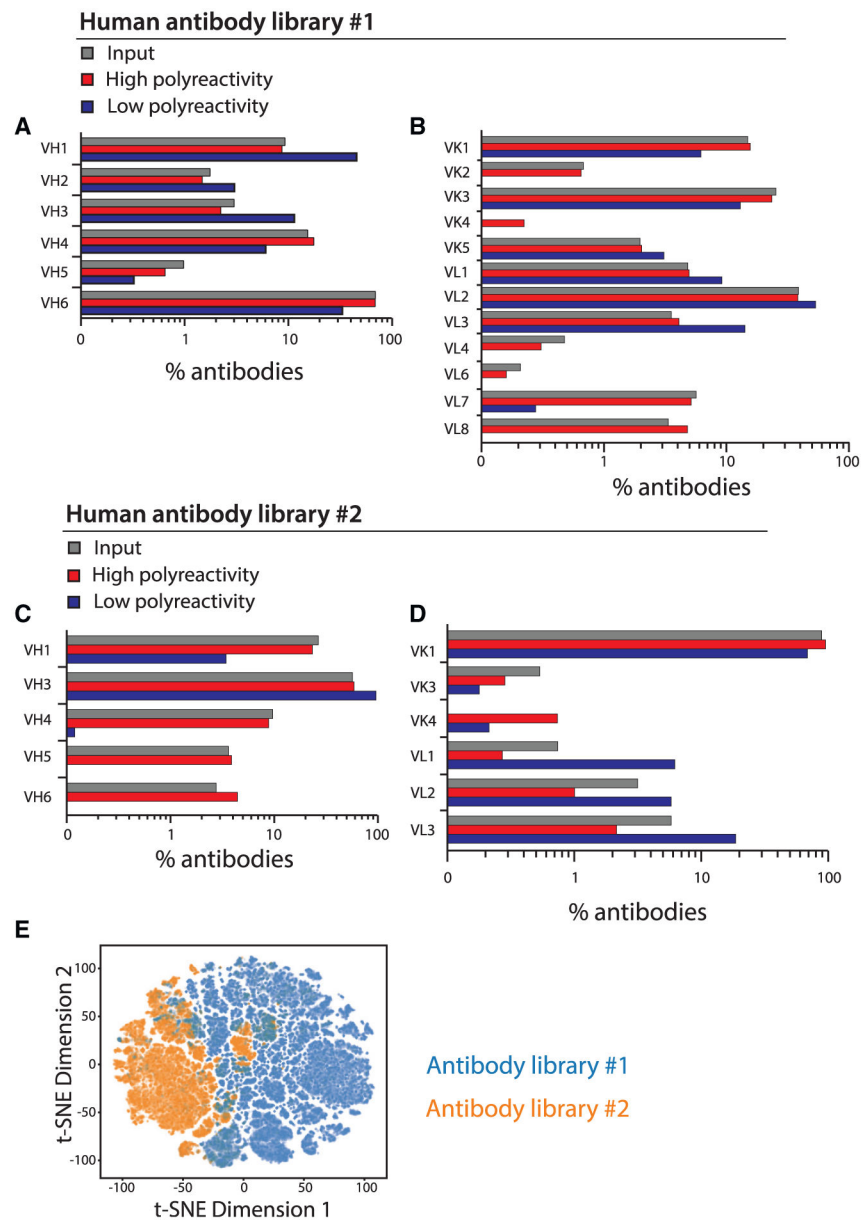 Human antibody library #1
Input
High polyreactivity
Low polyreactivity
A
VH1
VH2
VH3
VH4
VH5
VH6
0 1 10 100
% antibodies
B
VK1
VK2
VK3
VK4
VK5
VL1
VL2
VL3
VL4
VL6
VL7
VL8
0 1 10 100
% antibodies
Human antibody library #2
Input
High polyreactivity
Low polyreactivity
C
VH1
VH3
VH4
VH5
VH6
0 1 10 100
% antibodies
D
VK1
VK3
VK4
VL1
VL2
VL3
0 1 10 100
% antibodies
E
t-SNE Dimension 2
100
50
0
-50
-100
-100 -50 0 50 100
t-SNE Dimension 1
Antibody library #1
Antibody library #2